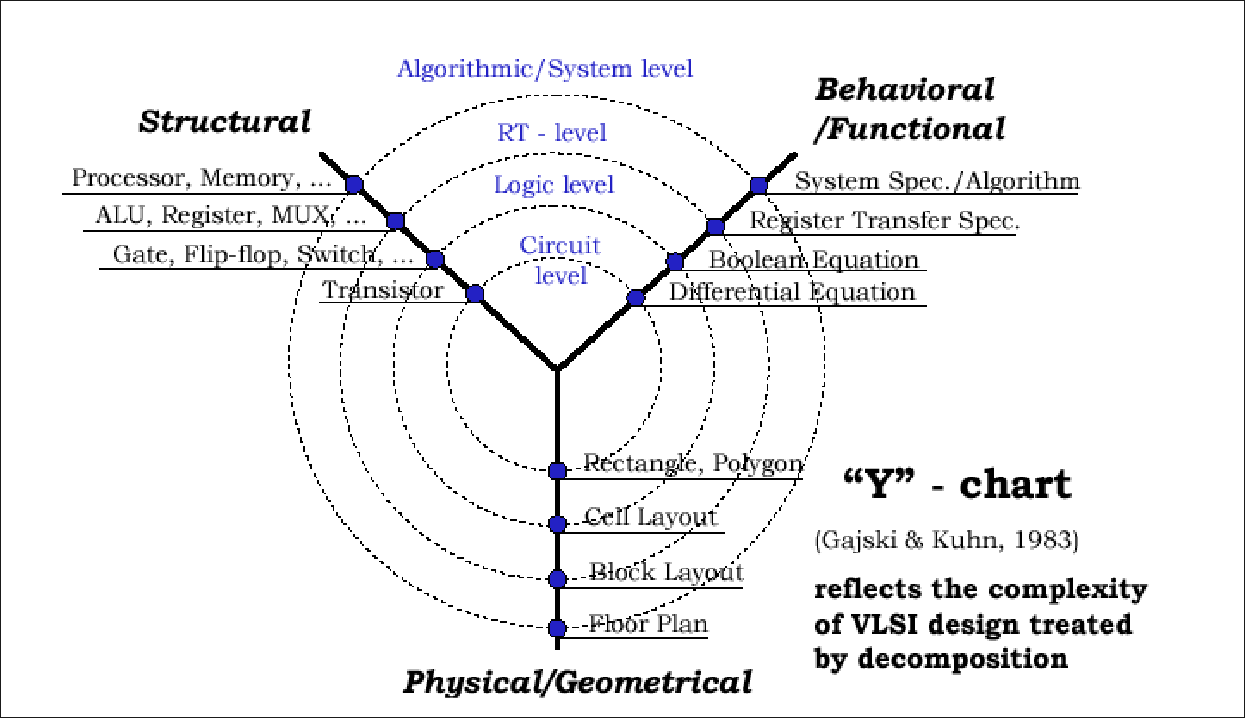 Algorithmic/System level
Structural
Behavioral
/Functional
RT - level
Logic level
Circuit
level
Processor, Memory, ...
ALU, Register, MUX, ...
Gate, Flip-flop, Switch, ...
Transistor
System Spec./Algorithm
Register Transfer Spec.
Boolean Equation
Differential Equation
Rectangle, Polygon
Cell Layout
Block Layout
Floor Plan
Physical/Geometrical
“Y” - chart
(Gajski & Kuhn, 1983)
reflects the complexity
of VLSI design treated
by decomposition